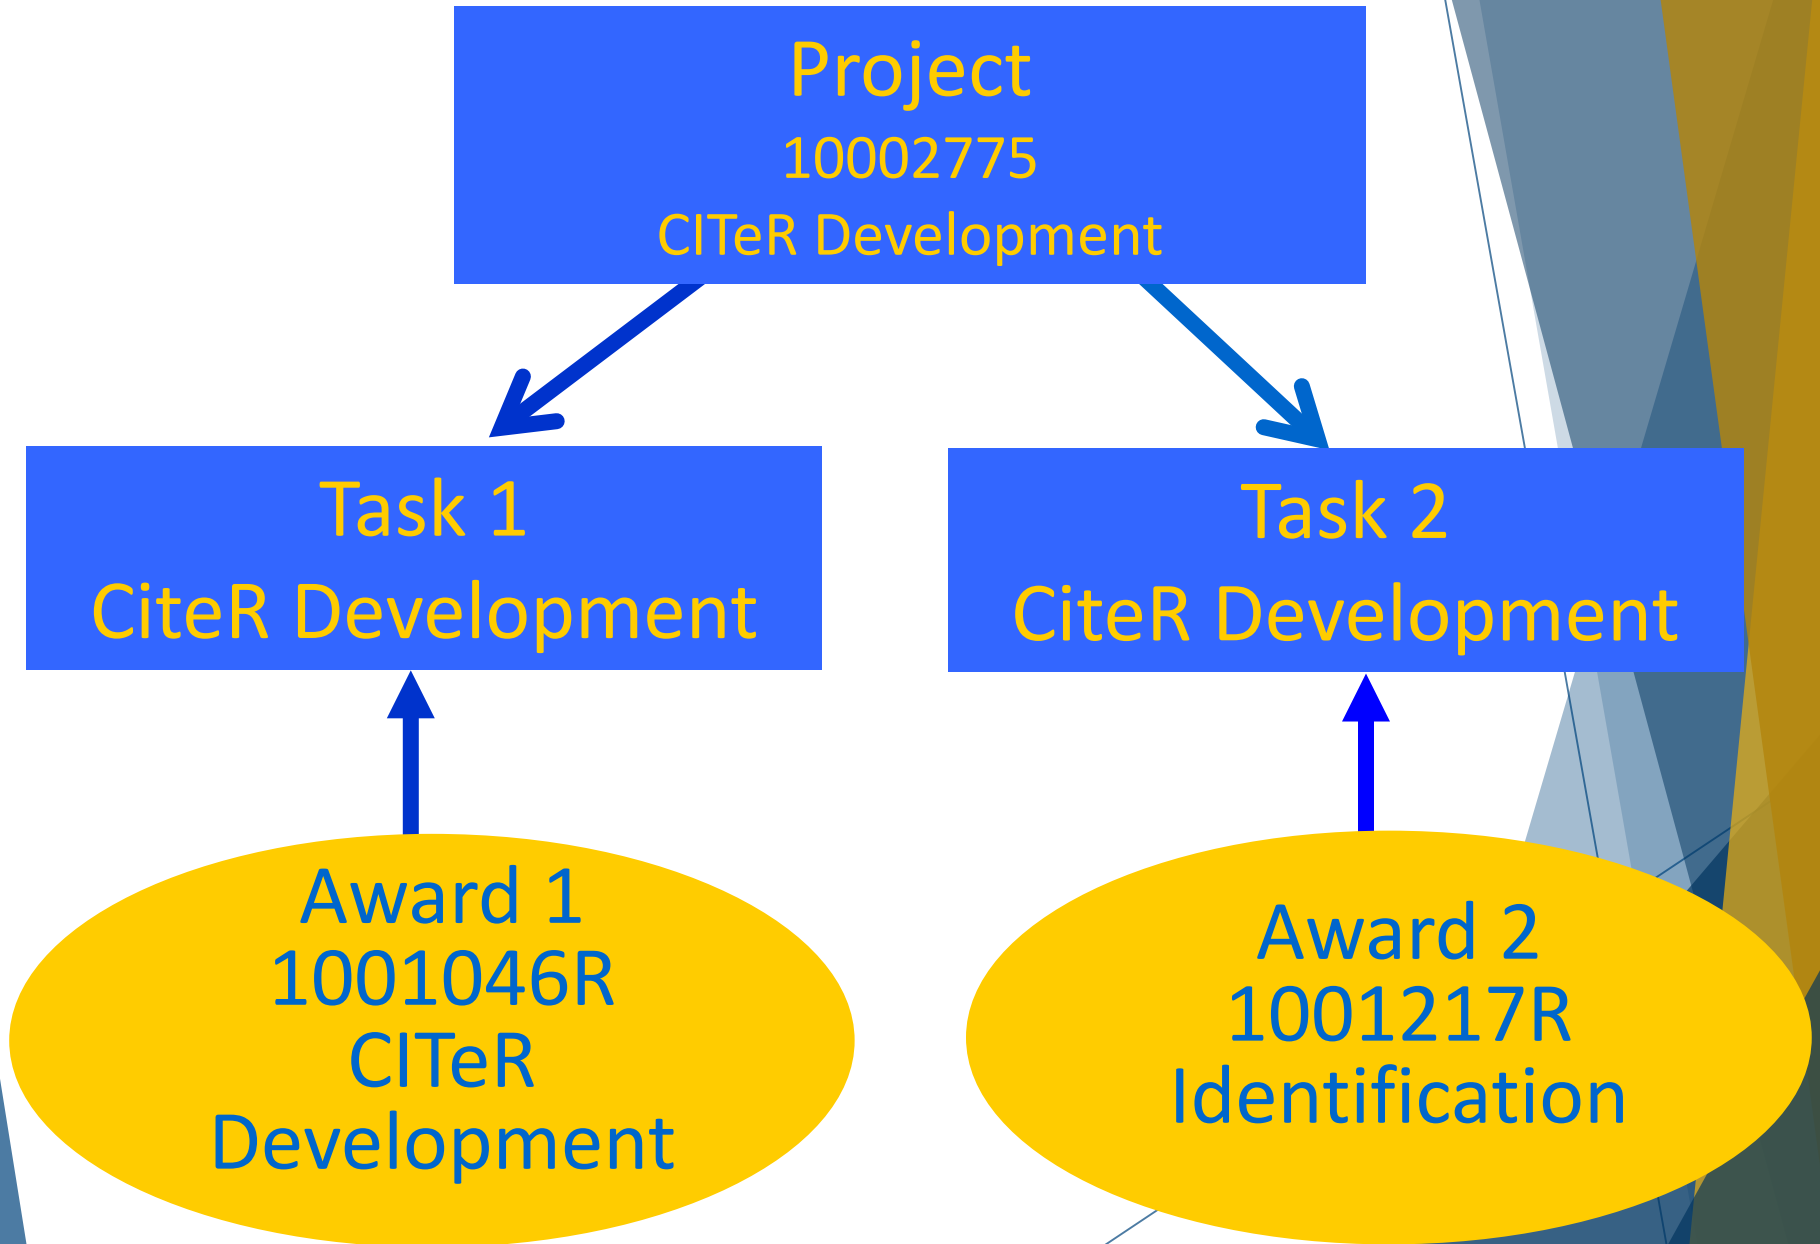 Project
10002775
CITeR Development
Task 1
CiteR Development
Task 2
CiteR Development
Award 1
1001046R
CITeR
Development
Award 2
1001217R
Identification